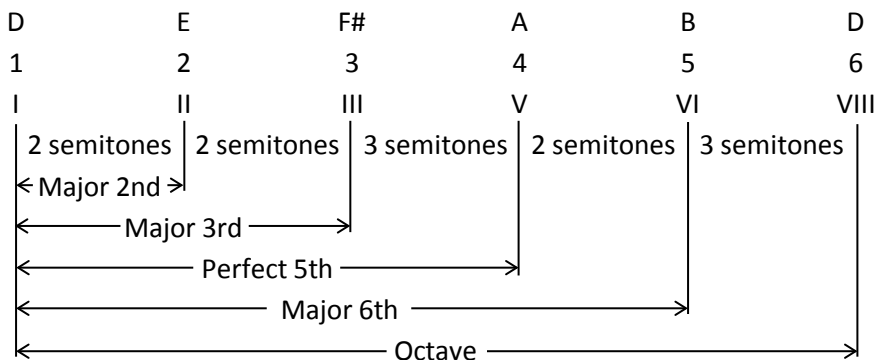 D E F# A B D
1 2 3 4 5 6
I II III V VI VIII
2 semitones 2 semitones 3 semitones 2 semitones 3 semitones
Major 2nd
Major 3rd
Perfect 5th
Major 6th
Octave